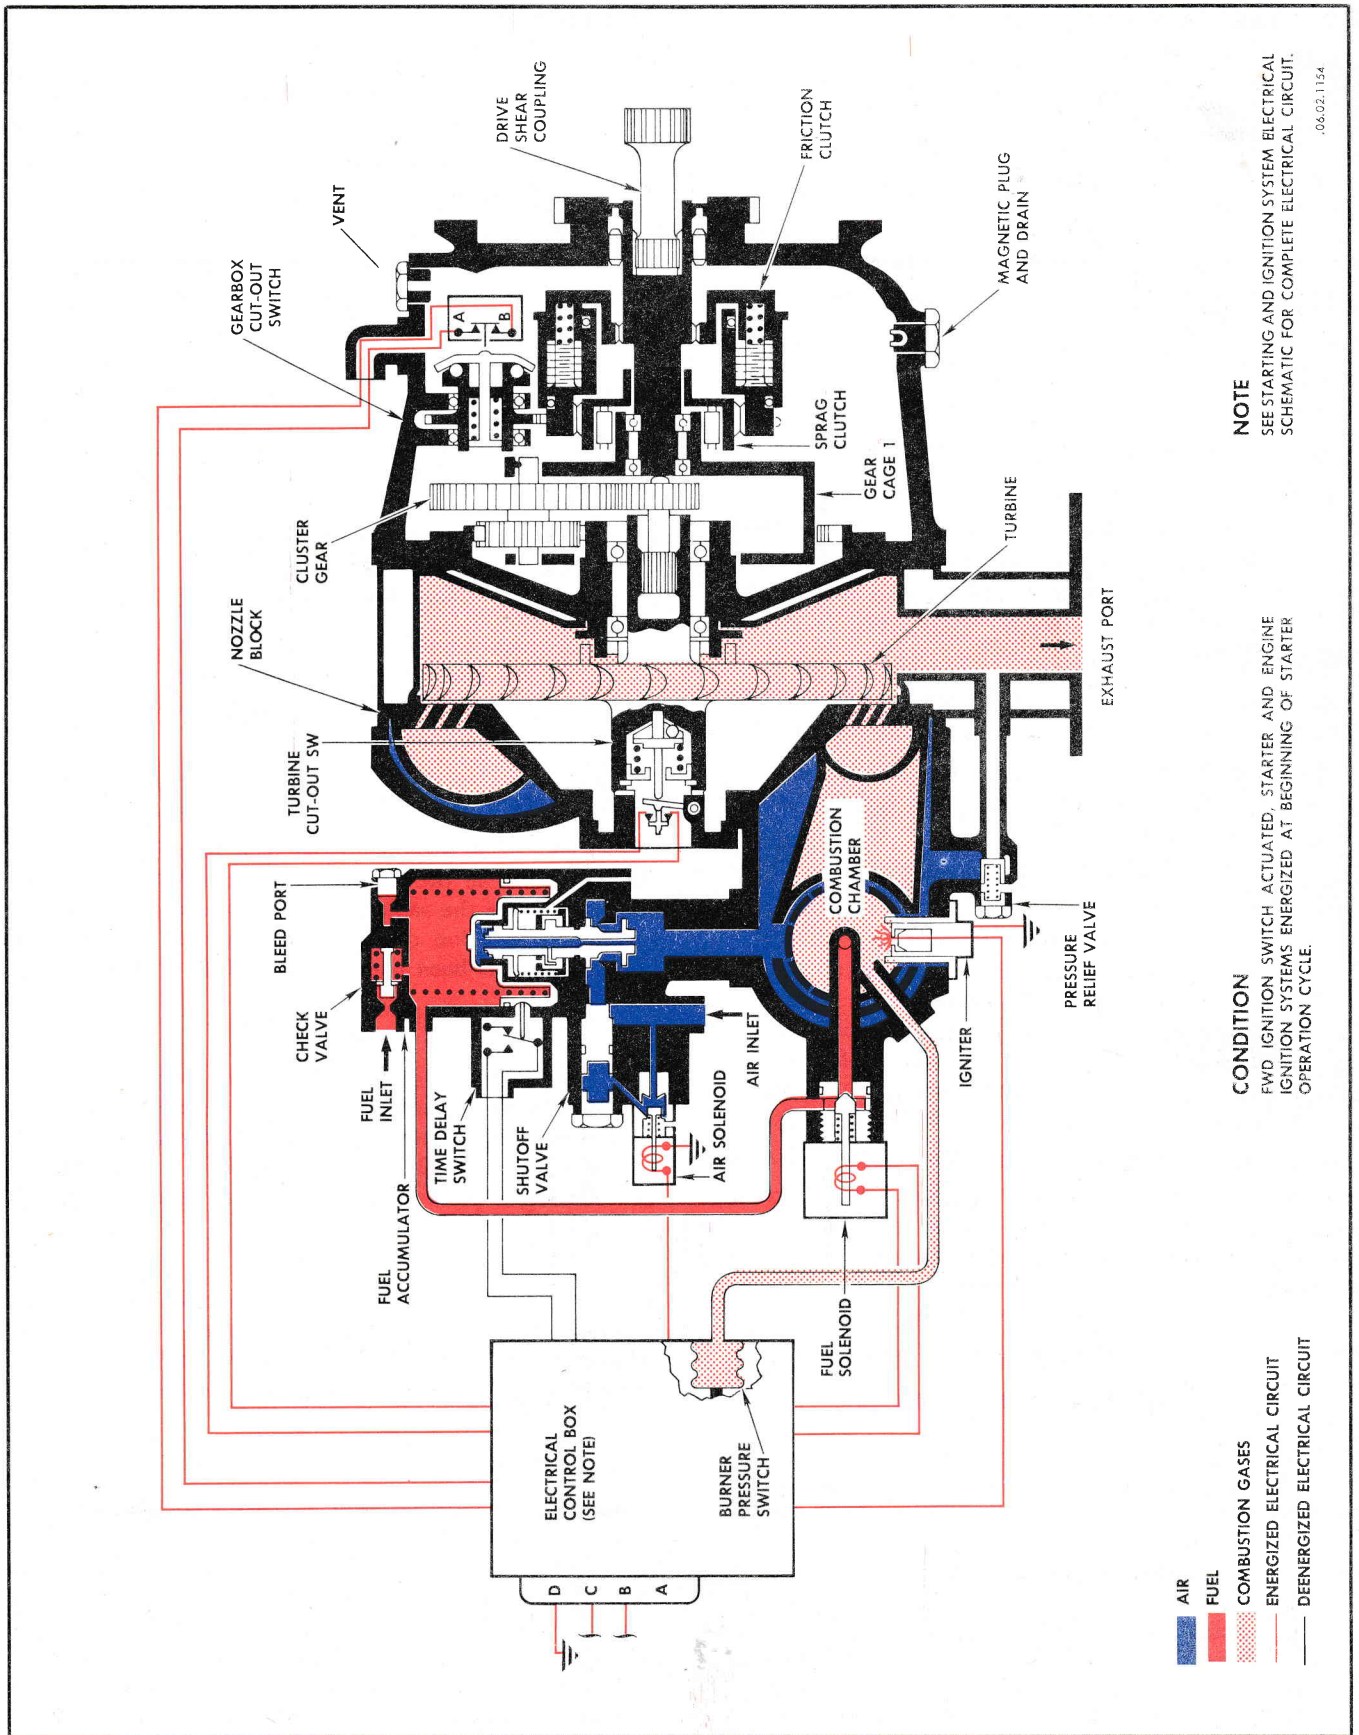 DRIVE
SHEAR
COUPLING
VENT
GEARBOX
CUT-OUT
SWITCH
A
B
FRICTION
CLUTCH
MAGNETIC PLUG
AND DRAIN
SPRAG
CLUTCH
GEAR
CAGE 1
CLUSTER
GEAR
TURBINE
NOZZLE
BLOCK
EXHAUST PORT
TURBINE
CUT-OUT SW
BLEED PORT
CHECK
VALVE
FUEL
INLET
FUEL
ACCUMULATOR
TIME DELAY
SWITCH
SHUTOFF
VALVE
AIR SOLENOID
AIR INLET
COMBUSTION
CHAMBER
PRESSURE
RELIEF VALVE
IGNITER
FUEL
SOLENOID
ELECTRICAL
CONTROL BOX
(SEE NOTE)
BURNER
PRESSURE
SWITCH
D
C
B
A
AIR
FUEL
COMBUSTION GASES
ENERGIZED ELECTRICAL CIRCUIT
DEENERGIZED ELECTRICAL CIRCUIT
CONDITION
FWD IGNITION SWITCH ACTUATED, STARTER AND ENGINE
IGNITION SYSTEMS ENERGIZED AT BEGINNING OF STARTER
OPERATION CYCLE.
NOTE
SEE STARTING AND IGNITION SYSTEM ELECTRICAL
SCHEMATIC FOR COMPLETE ELECTRICAL CIRCUIT.
.06.02.1154